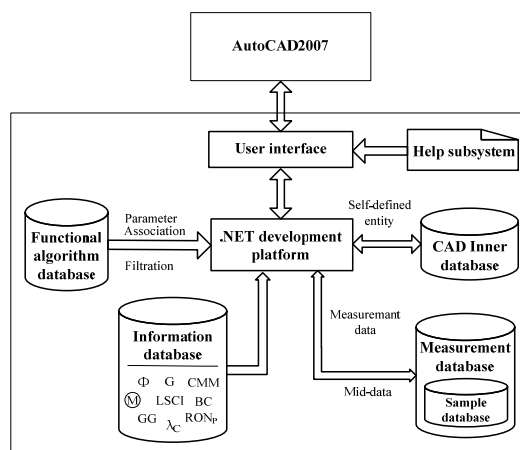 AutoCAD2007
User interface
Help subsystem
Parameter
Association
Filtration
Self-defined
entity
Functional
algorithm
database
.NET development
platform
CAD Inner
database
Information
database
Φ G CMM
Ⓜ LSCI BC
GG λC RONP
Measuremant
data
Mid-data
Measurement
database
Sample
database